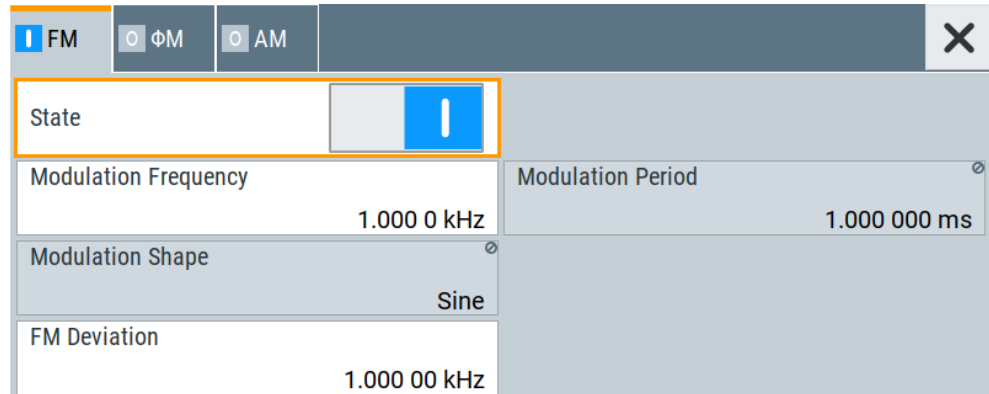 FM
ΦM
AM
State
Modulation Frequency
1.000 0 kHz
Modulation Period
1.000 000 ms
Modulation Shape
Sine
FM Deviation
1.000 00 kHz